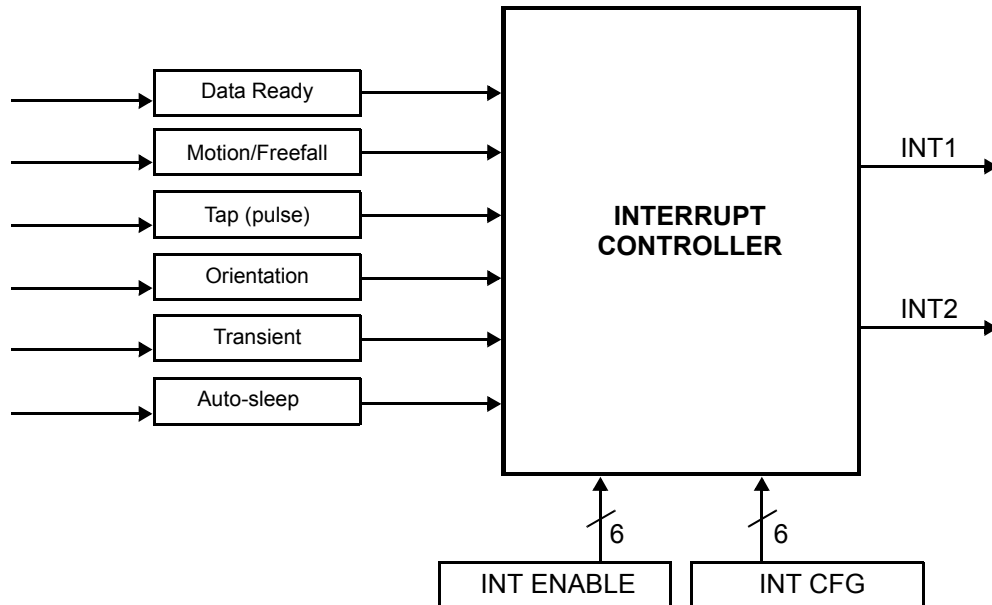 Data Ready
Motion/Freefall
Tap (pulse)
Orientation
Transient
Auto-sleep
INTERRUPT
CONTROLLER
INT1
INT2
6
6
INT ENABLE
INT CFG